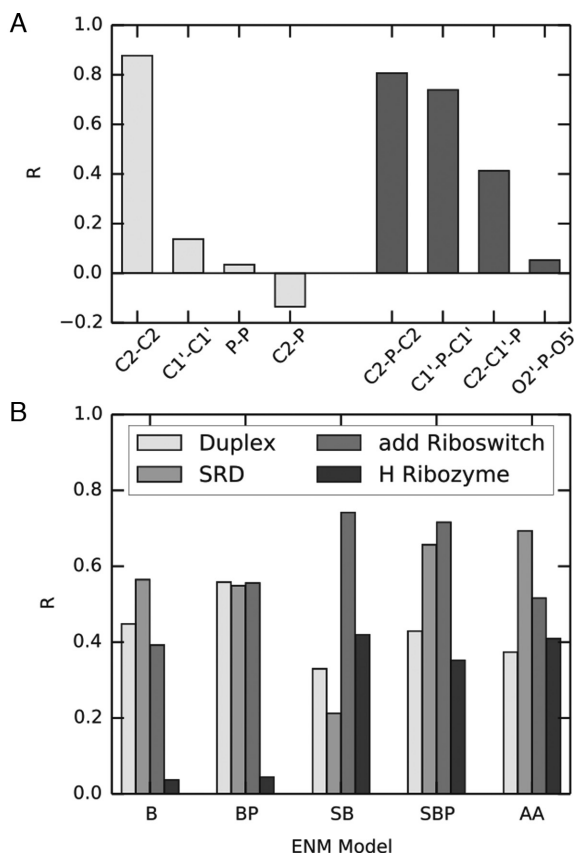 A
1.0
0.8
0.6
0.4
0.2
0.0
−0.2
R
C2-C2
C1'-C1'
P-P
C2-P
C2-P-C2
C1'-P-C1'
C2-C1'-P
O2'-P-O5'
B
1.0
0.8
0.6
0.4
0.2
0.0
R
Duplex
SRD
add Riboswitch
H Ribozyme
B BP SB SBP AA
ENM Model